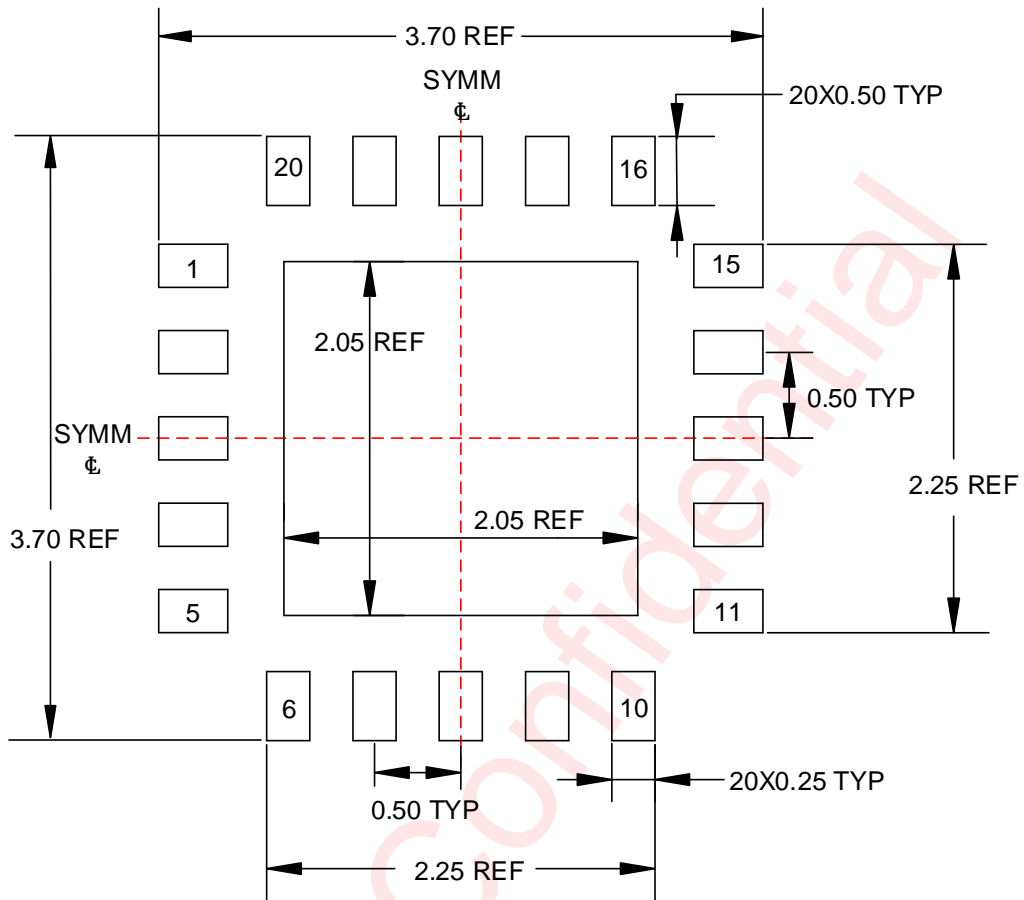 3.70 REF
SYMM
℄
20X0.50 TYP
20
16
1
15
2.05 REF
0.50 TYP
SYMM
℄
2.25 REF
2.05 REF
3.70 REF
5
11
6
10
20X0.25 TYP
0.50 TYP
2.25 REF
Confidential